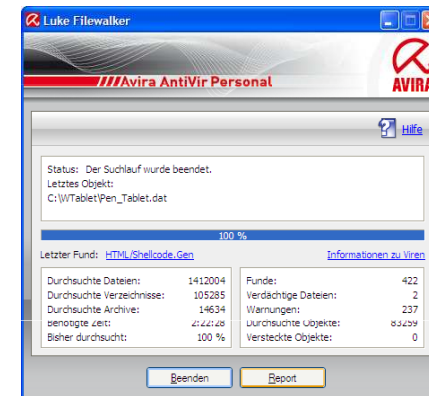 Luke Filewalker
///Avira AntiVir Personal
AVIRA
Hilfe
Status: Der Suchlauf wurde beendet.
Letztes Objekt:
C:\WTablet\Pen_Tablet.dat
100 %
Letzter Fund: HTML/Shellcode.Gen Informationen zu Viren
Durchsuchte Dateien: 1412004
Durchsuchte Verzeichnisse: 105285
Durchsuchte Archive: 14634
Benötigte Zeit: 2:22:28
Bisher durchsucht: 100 %
Funde: 422
Verdächtige Dateien: 2
Warnungen: 237
Durchsuchte Objekte: 83259
Versteckte Objekte: 0
Beenden Report